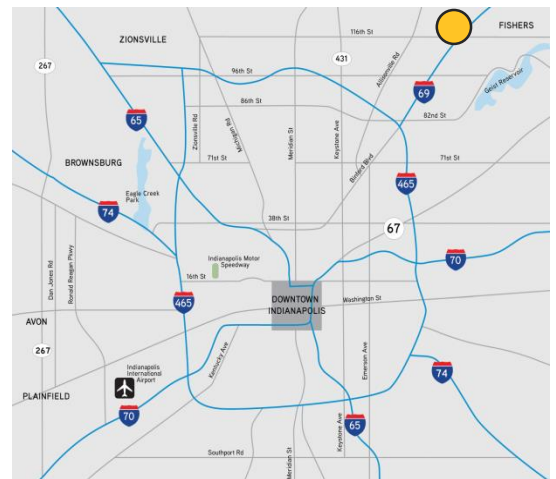 116th St
FISHERS
ZIONSVILLE
431
Allisonville Rd
267
96th St
Geist Reservoir
69
86th St
82nd St
65
Zionsville Rd
Michigan Rd
Meridian St
Keystone Ave
Binford Blvd
BROWNSBURG
71st St
71st St
465
Eagle Creek
Park
74
38th St
67
70
Dan Jones Rd
Ronald Reagan Pkwy
Indianapolis Motor
Speedway
16th St
465
DOWNTOWN
INDIANAPOLIS
Washington St
AVON
267
Kentucky Ave
Emerson Ave
Indianapolis
International
Airport
74
PLAINFIELD
70
65
Keystone Ave
Meridian St
Southport Rd